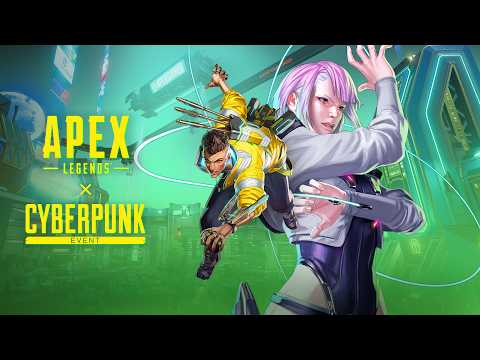 APEX
LEGENDS
×
CYBERPUNK
EVENT